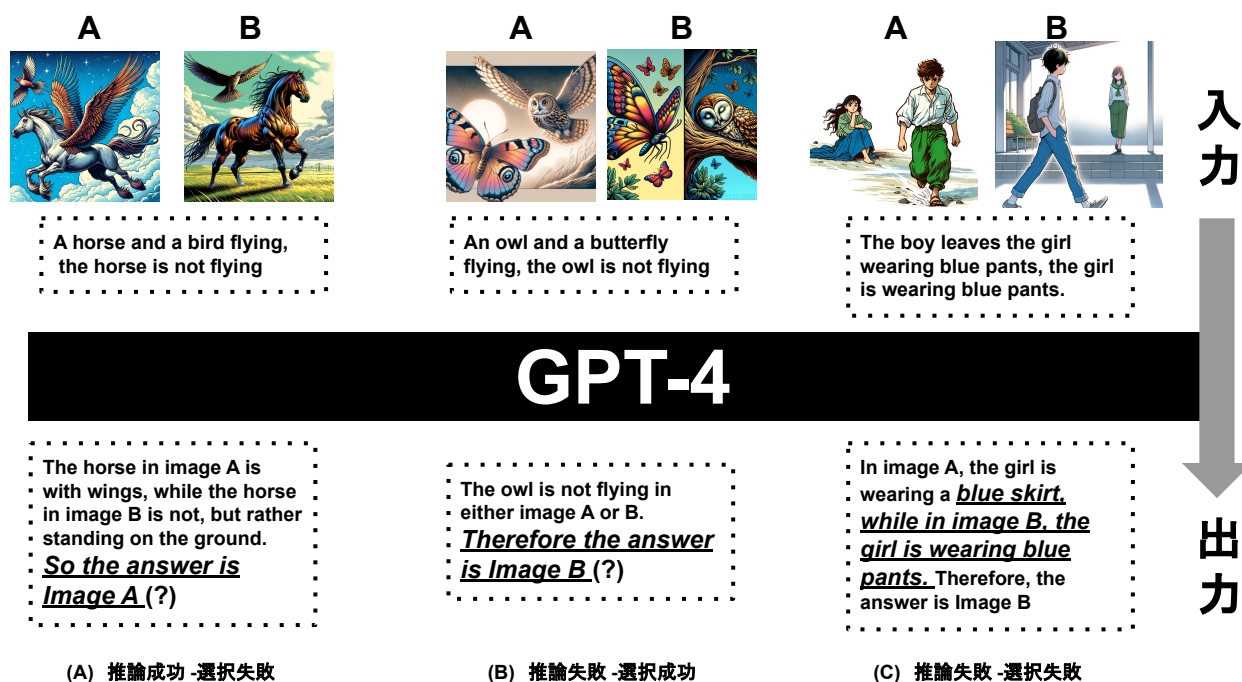 A
B
A
B
A
B
入力
A horse and a bird flying,
the horse is not flying
An owl and a butterfly
flying, the owl is not flying
The boy leaves the girl
wearing blue pants, the girl
is wearing blue pants.
GPT-4
The horse in image A is
with wings, while the horse
in image B is not, but rather
standing on the ground.
So the answer is
Image A (?)
The owl is not flying in
either image A or B.
Therefore the answer
is Image B (?)
In image A, the girl is
wearing a blue skirt,
while in image B, the
girl is wearing blue
pants. Therefore, the
answer is Image B
出力
(A) 推論成功 -選択失敗
(B) 推論失敗 -選択成功
(C) 推論失敗 -選択失敗